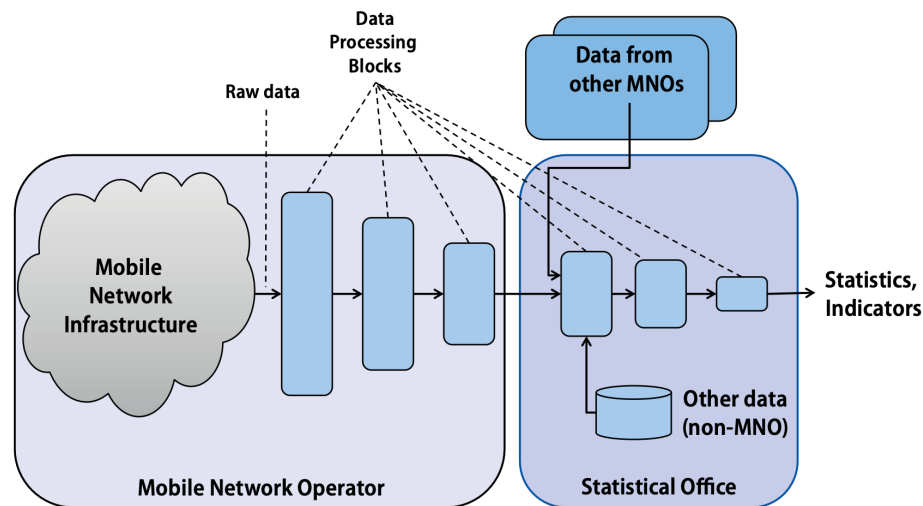 Data
Processing
Blocks
Raw data
Data from
other MNOs
Mobile
Network
Infrastructure
Statistics,
Indicators
Other data
(non-MNO)
Mobile Network Operator
Statistical Office